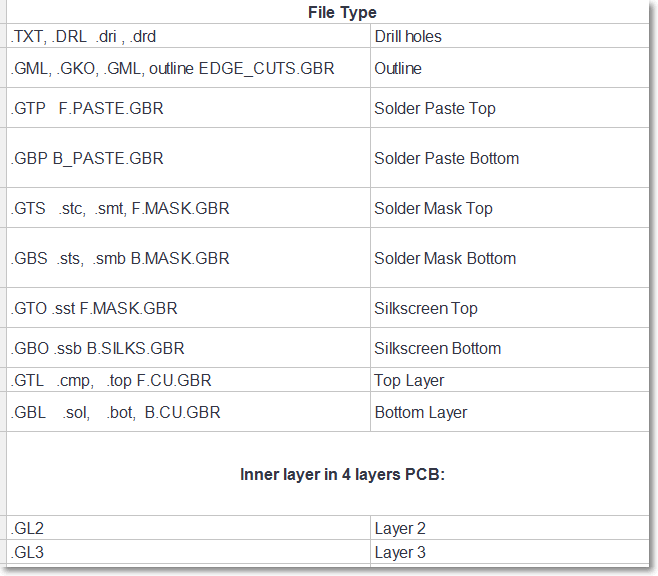 File Type
.TXT, .DRL .dri , .drd Drill holes
.GML, .GKO, .GML, outline EDGE_CUTS.GBR Outline
.GTP F.PASTE.GBR Solder Paste Top
.GBP B_PASTE.GBR Solder Paste Bottom
.GTS .stc, .smt, F.MASK.GBR Solder Mask Top
.GBS .sts, .smb B.MASK.GBR Solder Mask Bottom
.GTO .sst F.MASK.GBR Silkscreen Top
.GBO .ssb B.SILKS.GBR Silkscreen Bottom
.GTL .cmp, .top F.CU.GBR Top Layer
.GBL .sol, .bot, B.CU.GBR Bottom Layer
Inner layer in 4 layers PCB:
.GL2 Layer 2
.GL3 Layer 3